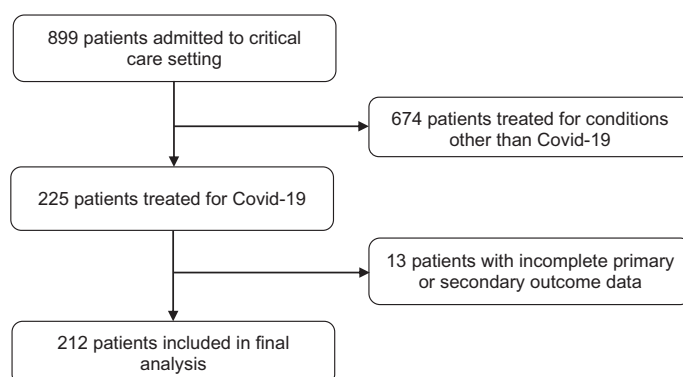 899 patients admitted to critical
care setting
674 patients treated for conditions
other than Covid-19
225 patients treated for Covid-19
13 patients with incomplete primary
or secondary outcome data
212 patients included in final
analysis